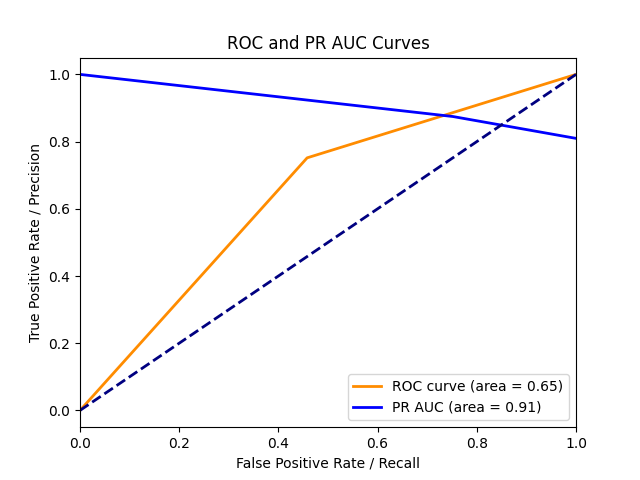 ROC and PR AUC Curves
True Positive Rate / Precision
1.0
0.8
0.6
0.4
0.2
0.0
ROC curve (area = 0.65)
PR AUC (area = 0.91)
0.0 0.2 0.4 0.6 0.8 1.0
False Positive Rate / Recall